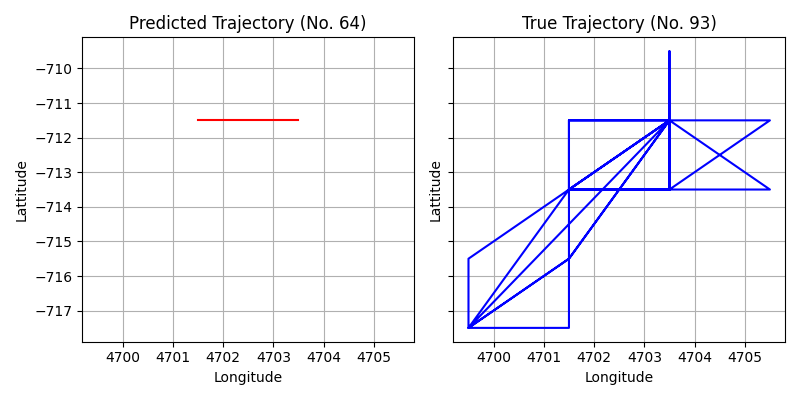 Predicted Trajectory (No. 64)
Lattitude
−710
−711
−712
−713
−714
−715
−716
−717
4700 4701 4702 4703 4704 4705
Longitude
True Trajectory (No. 93)
Lattitude
4700 4701 4702 4703 4704 4705
Longitude